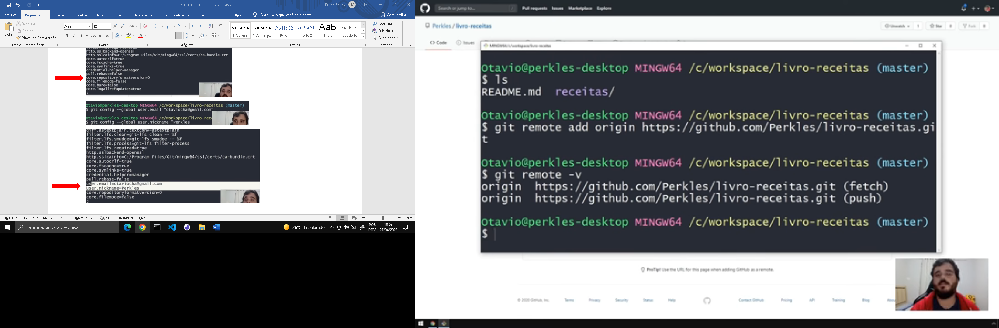 S.F.D. Git e GitHub.docx - Word
Bruno Souza
BS
Arquivo
Página Inicial
Inserir
Desenhar
Design
Layout
Referências
Correspondências
Revisão
Exibir
Ajuda
Diga-me o que você deseja fazer
Compartilhar
Colar
Recortar
Copiar
Pincel de Formatação
Área de Transferência
Arial
12
Fonte
Parágrafo
AaBbCcDc
AaBbCcDc
AaBbC(
AaBbCcE
AaB
AaBbCcD
¶ Normal
¶ Sem Esp...
Título 1
Título 2
Título
Subtítulo
Estilos
Localizar
Substituir
Selecionar
Editando
filter.lfs.required=true
http.sslbackend=openssl
http.sslcainfo=C:/Program Files/Git/mingw64/ssl/certs/ca-bundle.crt
core.autocrlf=true
core.fscache=true
core.symlinks=true
credential.helper=manager
pull.rebase=false
core.repositoryformatversion=0
core.filemode=false
core.bare=false
core.logallrefupdates=true
:
Otavio@perkles-desktop MINGW64 /c/workspace/livro-receitas (master)
$ git config --global user.email "otaviocha@gmail.com"
Otavio@perkles-desktop MINGW64 /c/workspace/livro-rece
$ git config --global user.nickname "Perkles
diff.astextplain.textconv=astextplain
filter.lfs.clean=git-lfs clean -- %f
filter.lfs.smudge=git-lfs smudge -- %f
filter.lfs.process=git-lfs filter-process
filter.lfs.required=true
http.sslbackend=openssl
http.sslcainfo=C:/Program Files/Git/mingw64/ssl/certs/ca-bundle.crt
core.autocrlf=true
core.fscache=true
core.symlinks=true
credential.helper=manager
pull.rebase=false
user.email=otaviocha@gmail.com
user.nickname=Perkles
core.repositoryformatversion=0
core.filemode=false
:
Página 13 de 13
843 palavras
Português (Brasil)
Acessibilidade: investigar
130%
Digite aqui para pesquisar
26°C Ensolarado
POR
PTB2
10:52
27/04/2022
Search or jump to...
Pull requests
Issues
Marketplace
Explore
Perkles / livro-receitas
Unwatch
1
Star
0
Fork
0
Code
Issues
MINGW64:/c/workspace/livro-receitas
Otavio@perkles-desktop MINGW64 /c/workspace/livro-receitas (master)
$ ls
README.md receitas/
Otavio@perkles-desktop MINGW64 /c/workspace/livro-receitas (master)
$ git remote add origin https://github.com/Perkles/livro-receitas.gi
t
Otavio@perkles-desktop MINGW64 /c/workspace/livro-receitas (master)
$ git remote -v
origin https://github.com/Perkles/livro-receitas.git (fetch)
origin https://github.com/Perkles/livro-receitas.git (push)
Otavio@perkles-desktop MINGW64 /c/workspace/livro-receitas (master)
$
ProTip! Use the URL for this page when adding GitHub as a remote.
© 2020 GitHub, Inc.
Terms
Privacy
Security
Status
Help
Contact GitHub
Pricing
API
Training
Blog